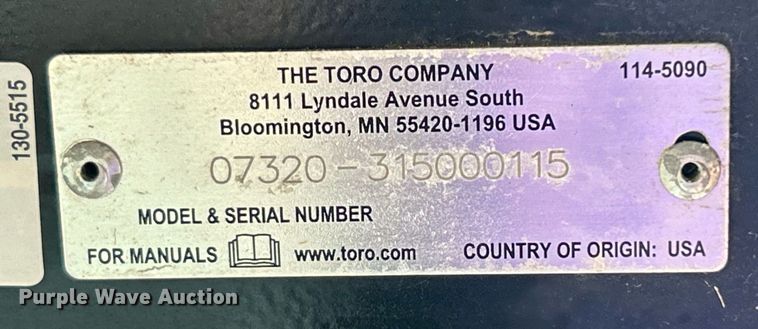 130-5515
THE TORO COMPANY 114-5090
8111 Lyndale Avenue South
Bloomington, MN 55420-1196 USA
07320-315000115
MODEL & SERIAL NUMBER
FOR MANUALS www.toro.com COUNTRY OF ORIGIN: USA
Purple Wave Auction